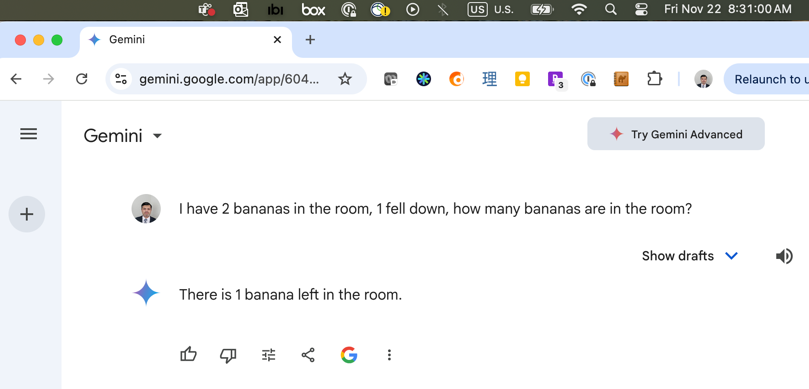 ibi box US U.S. Fri Nov 22 8:31:00 AM
Gemini
gemini.google.com/app/604... 理 3 Relaunch to u
Gemini
Try Gemini Advanced
I have 2 bananas in the room, 1 fell down, how many bananas are in the room?
Show drafts
There is 1 banana left in the room.